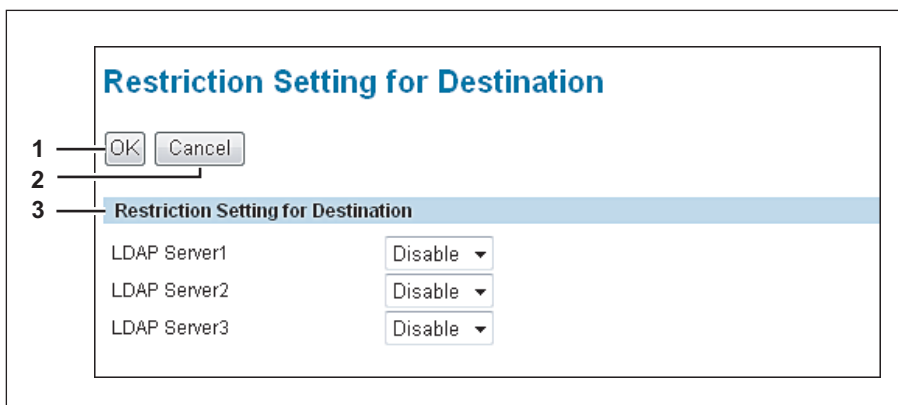 Restriction Setting for Destination
1 OK Cancel
2
3 Restriction Setting for Destination
LDAP Server1 Disable
LDAP Server2 Disable
LDAP Server3 Disable